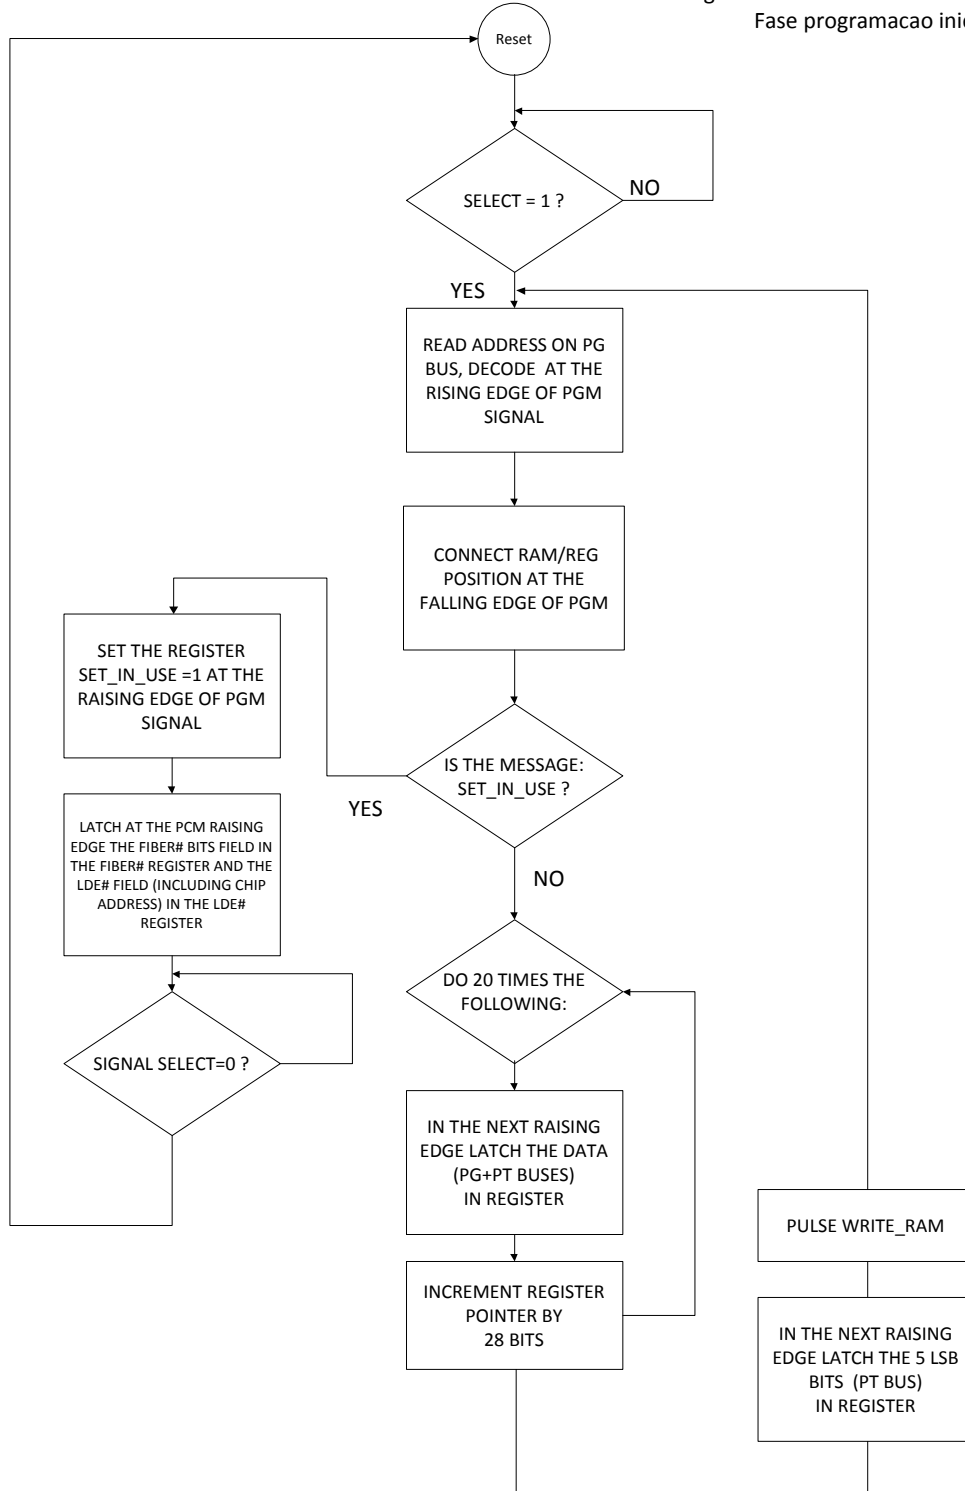 Fase programacao
Reset
SELECT = 1 ?
NO
YES
READ ADDRESS ON PG
BUS, DECODE AT THE
RISING EDGE OF PGM
SIGNAL
CONNECT RAM/REG
POSITION AT THE
FALLING EDGE OF PGM
SET THE REGISTER
SET_IN_USE =1 AT THE
RAISING EDGE OF PGM
SIGNAL
IS THE MESSAGE:
SET_IN_USE ?
YES
LATCH AT THE PCM RAISING
EDGE THE FIBER# BITS FIELD IN
THE FIBER# REGISTER AND THE
LDE# FIELD (INCLUDING CHIP
ADDRESS) IN THE LDE#
REGISTER
NO
DO 20 TIMES THE
FOLLOWING:
SIGNAL SELECT=0 ?
IN THE NEXT RAISING
EDGE LATCH THE DATA
(PG+PT BUSES)
IN REGISTER
PULSE WRITE_RAM
INCREMENT REGISTER
POINTER BY
28 BITS
IN THE NEXT RAISING
EDGE LATCH THE 5 LSB
BITS (PT BUS)
IN REGISTER